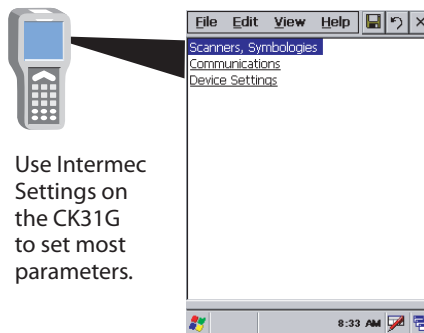 File Edit View Help
Scanners, Symbologies
Communications
Device Settings
Use Intermec
Settings on
the CK31G
to set most
parameters.
8:33 AM